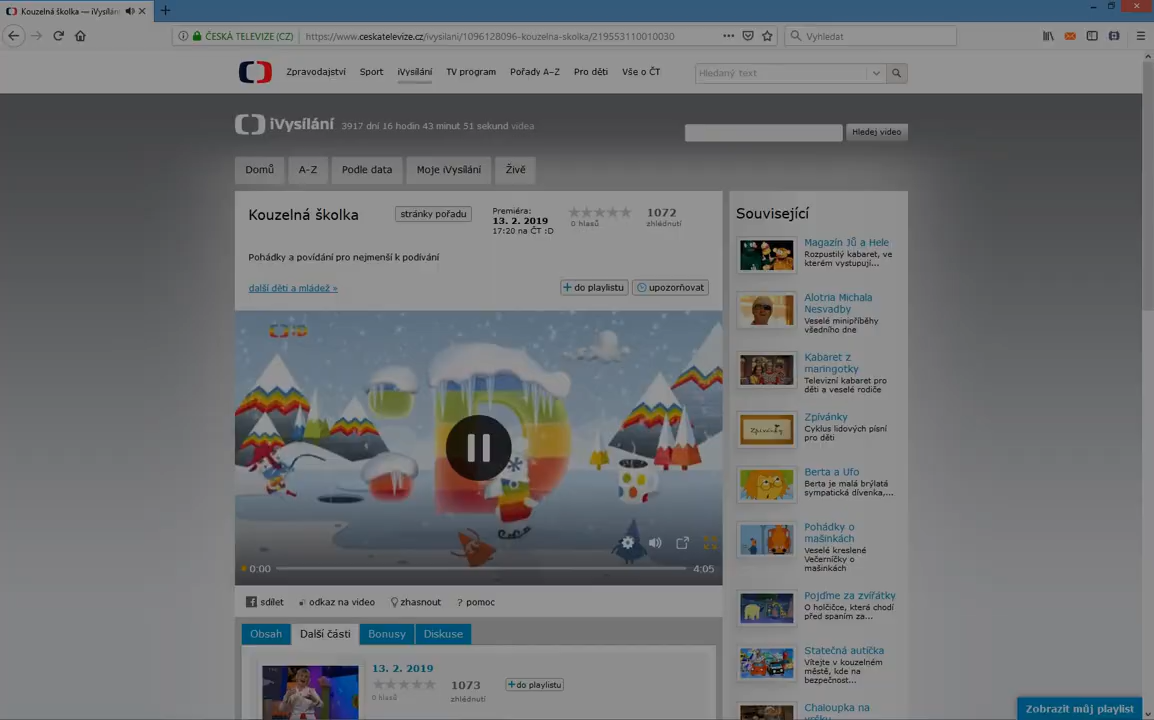 Kouzelná školka — iVysílán
ČESKÁ TELEVIZE (CZ)
https://www.ceskatelevize.cz/ivysilani/1096128096-kouzelna-skolka/219553110010030
Vyhledat
Zpravodajství Sport iVysílání TV program Pořady A–Z Pro děti Vše o ČT
Hledaný text
iVysílání 3917 dní 16 hodin 43 minut 51 sekund videa
Hledej video
Domů A-Z Podle data Moje iVysílání Živě
Kouzelná školka
stránky pořadu
Premiéra:
13. 2. 2019
17:20 na ČT :D
0 hlasů
1072
zhlédnutí
Pohádky a povídání pro nejmenší k podívání
další děti a mládež »
+ do playlistu
upozorňovat
:D
0:00
4:05
sdílet odkaz na video zhasnout ? pomoc
Obsah Další části Bonusy Diskuse
13. 2. 2019
0 hlasů
1073
zhlédnutí
+do playlistu
Související
Magazín Jů a Hele
Rozpustilý kabaret, ve
kterém vystupují...
Alotria Michala
Nesvadby
Veselé minipříběhy
všedního dne
Kabaret z
maringotky
Televizní kabaret pro
děti a veselé rodiče
Zpívánky
Zpívánky
Cyklus lidových písní
pro děti
Berta a Ufo
Berta je malá brýlatá
sympatická dívenka,...
Pohádky o
mašinkách
Veselé kreslené
Večerníčky o
mašinkách
Pojďme za zvířátky
O holčičce, která chodí
před spaním za...
Statečná autíčka
Vítejte v kouzelném
městě, kde na
bezpečnost...
Chaloupka na
vršku
Zobrazit můj playlist